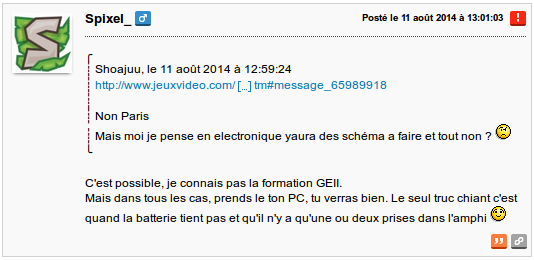 Spixel_
Posté le 11 août 2014 à 13:01:03
Shoajuu, le 11 août 2014 à 12:59:24
http://www.jeuxvideo.com/ [...] tm#message_65989918
Non Paris
Mais moi je pense en electronique yaura des schéma a faire et tout non ?
C'est possible, je connais pas la formation GEII.
Mais dans tous les cas, prends le ton PC, tu verras bien. Le seul truc chiant c'est
quand la batterie tient pas et qu'il n'y a qu'une ou deux prises dans l'amphi